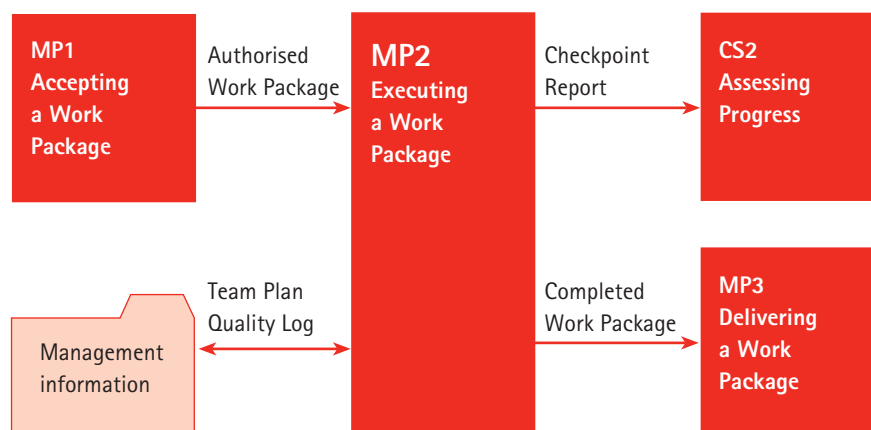 MP1
Accepting
a Work
Package
Authorised
Work Package
MP2
Executing
a Work
Package
Checkpoint
Report
CS2
Assessing
Progress
Management
information
Team Plan
Quality Log
Completed
Work Package
MP3
Delivering
a Work
Package